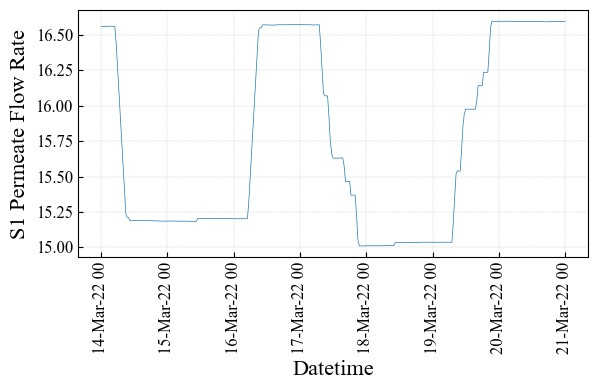 S1 Permeate Flow Rate
16.50
16.25
16.00
15.75
15.50
15.25
15.00
14-Mar-22 00
15-Mar-22 00
16-Mar-22 00
17-Mar-22 00
18-Mar-22 00
19-Mar-22 00
20-Mar-22 00
21-Mar-22 00
Datetime